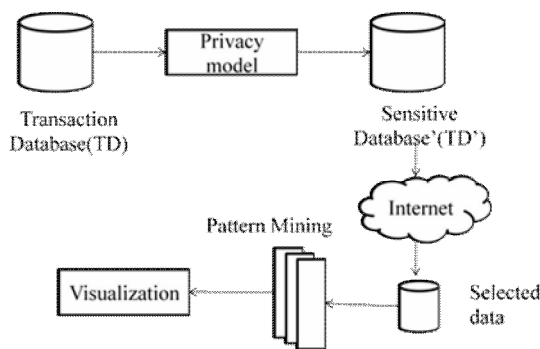 Privacy
model
Transaction
Database(TD)
Sensitive
Database'(TD')
Internet
Pattern Mining
Visualization
Selected
data